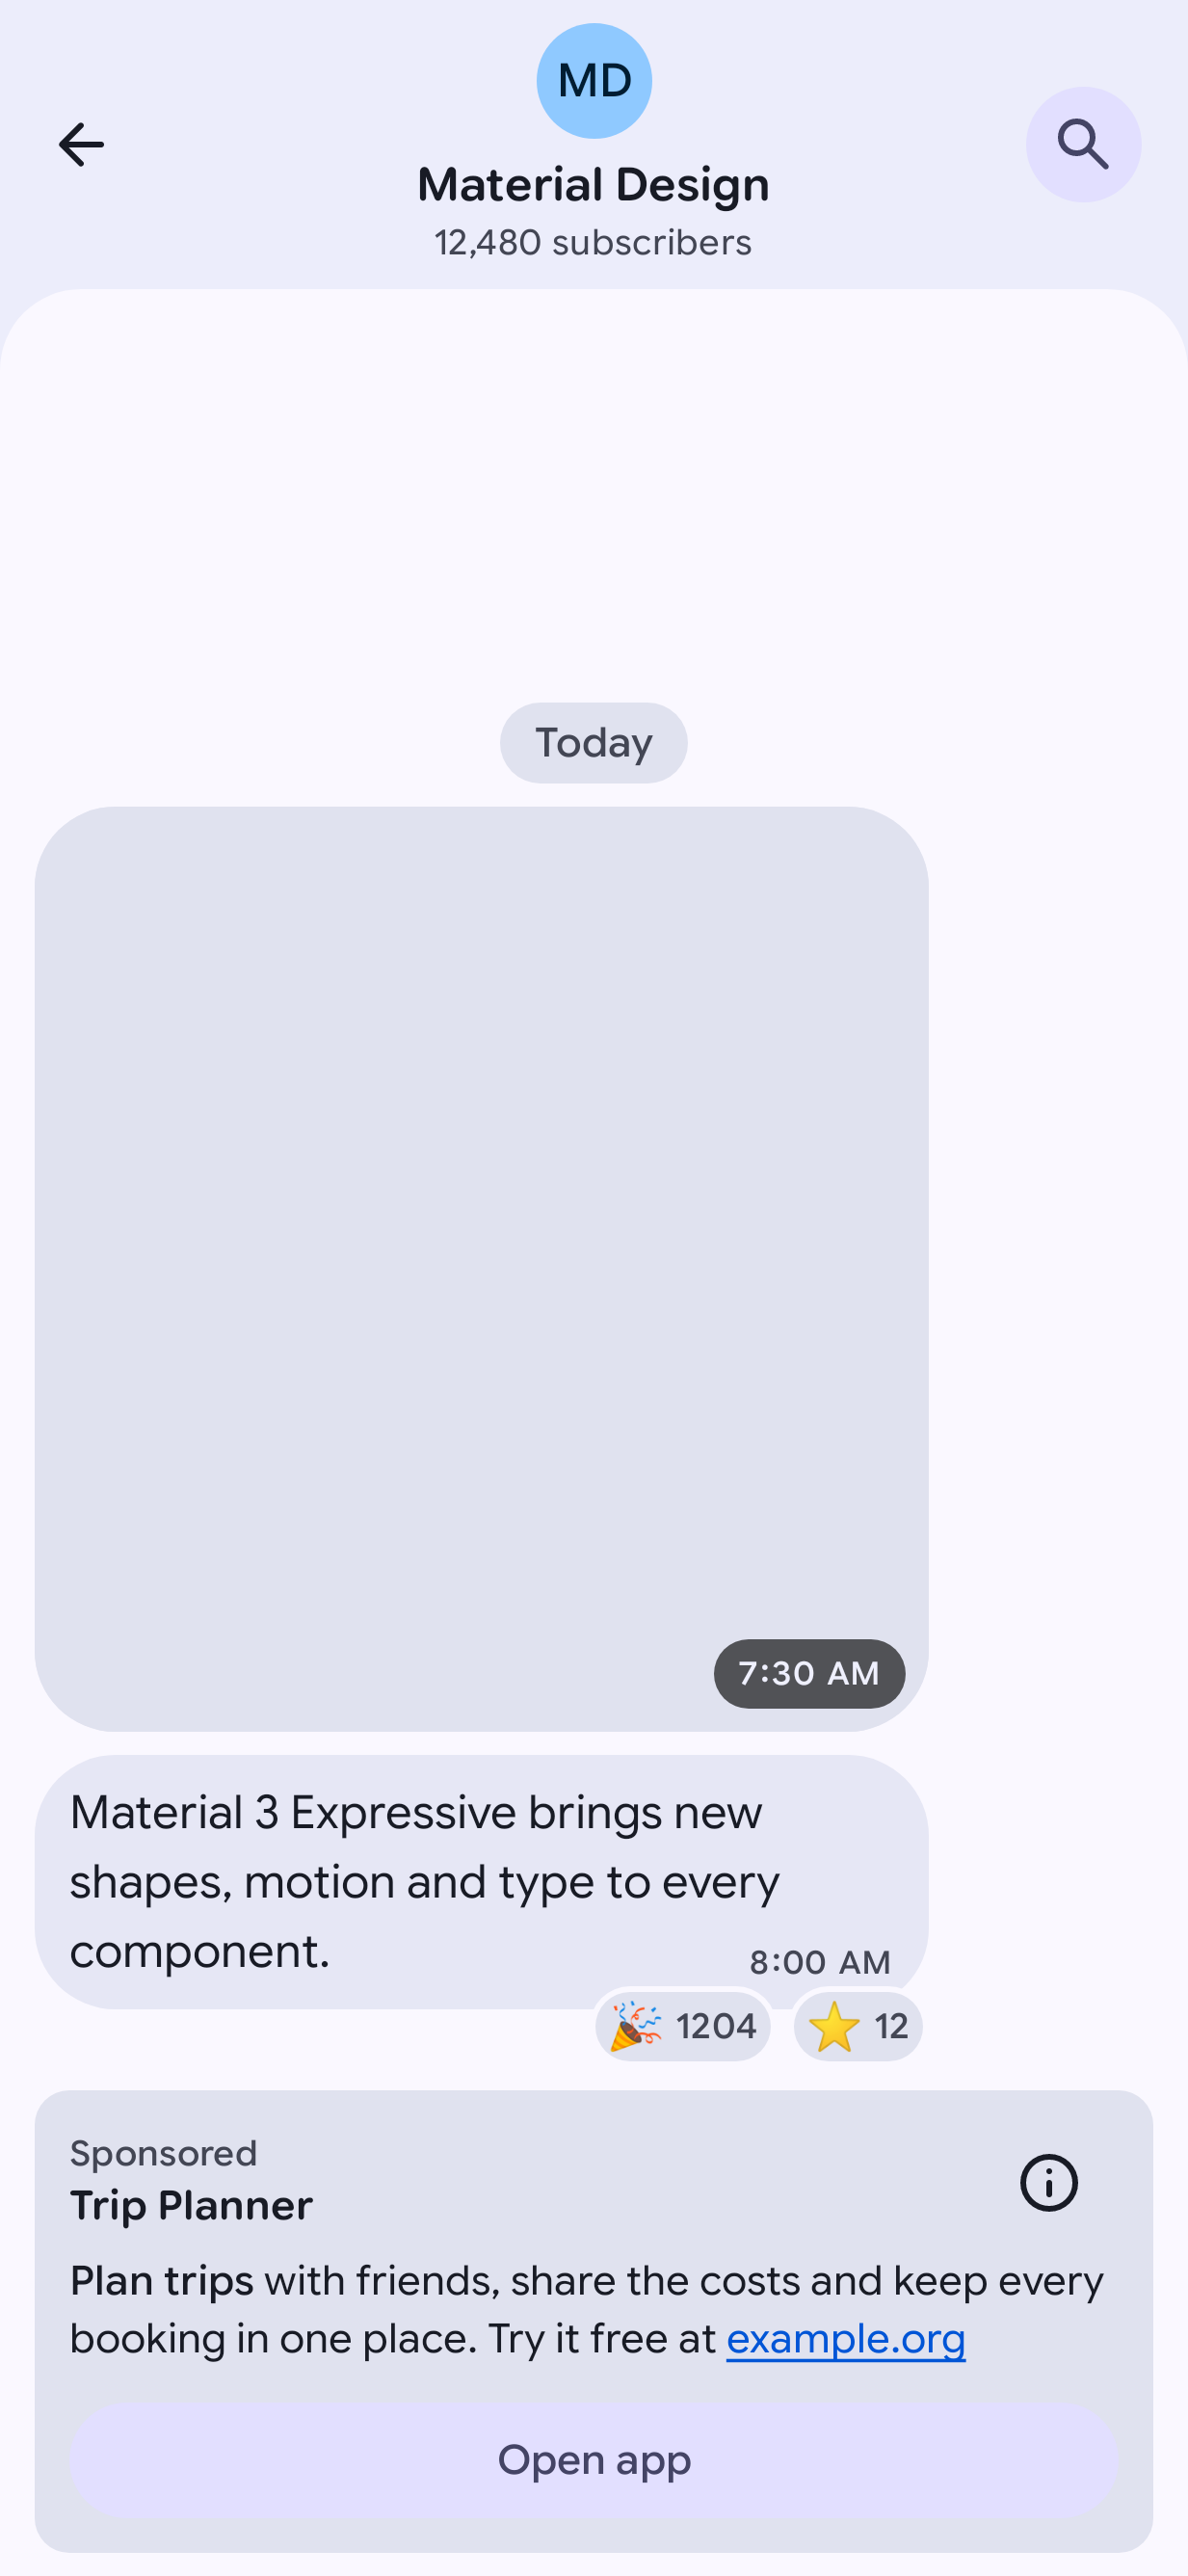 MD
Material Design
12,480 subscribers
Today
7:30 AM
Material 3 Expressive brings new
shapes, motion and type to every
component.
8:00 AM
🎉 1204 ⭐ 12
Sponsored
Trip Planner
Plan trips with friends, share the costs and keep every
booking in one place. Try it free at example.org
Open app